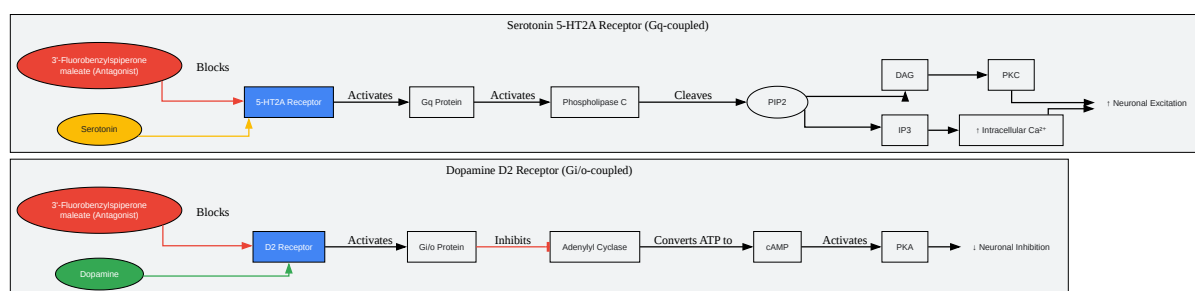 Serotonin 5-HT2A Receptor (Gq-coupled)
3'-Fluorobenzylspiperone
maleate (Antagonist)
Blocks
Serotonin
5-HT2A Receptor
Activates
Gq Protein
Activates
Phospholipase C
Cleaves
PIP2
DAG
PKC
IP3
↑ Intracellular Ca²⁺
↑ Neuronal Excitation
Dopamine D2 Receptor (Gi/o-coupled)
3'-Fluorobenzylspiperone
maleate (Antagonist)
Blocks
Dopamine
D2 Receptor
Activates
Gi/o Protein
Inhibits
Adenylyl Cyclase
Converts ATP to
cAMP
Activates
PKA
↓ Neuronal Inhibition